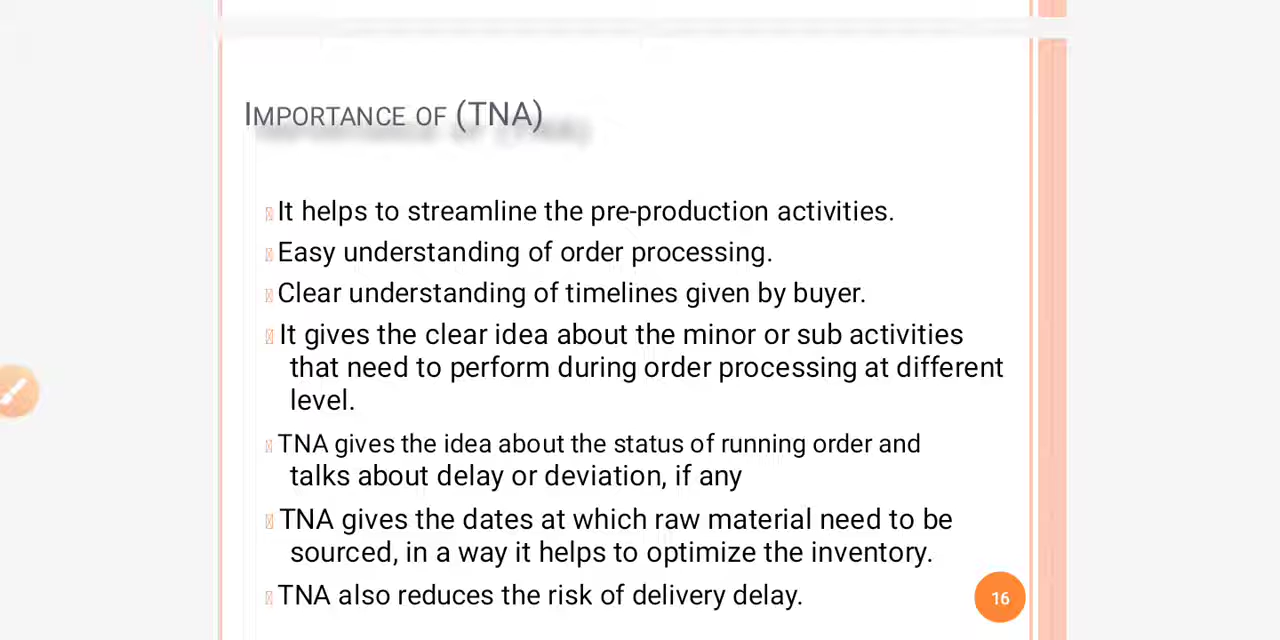 IMPORTANCE OF (TNA)
It helps to streamline the pre-production activities.
Easy understanding of order processing.
Clear understanding of timelines given by buyer.
It gives the clear idea about the minor or sub activities
that need to perform during order processing at different
level.
TNA gives the idea about the status of running order and
talks about delay or deviation, if any
TNA gives the dates at which raw material need to be
sourced, in a way it helps to optimize the inventory.
TNA also reduces the risk of delivery delay.
16